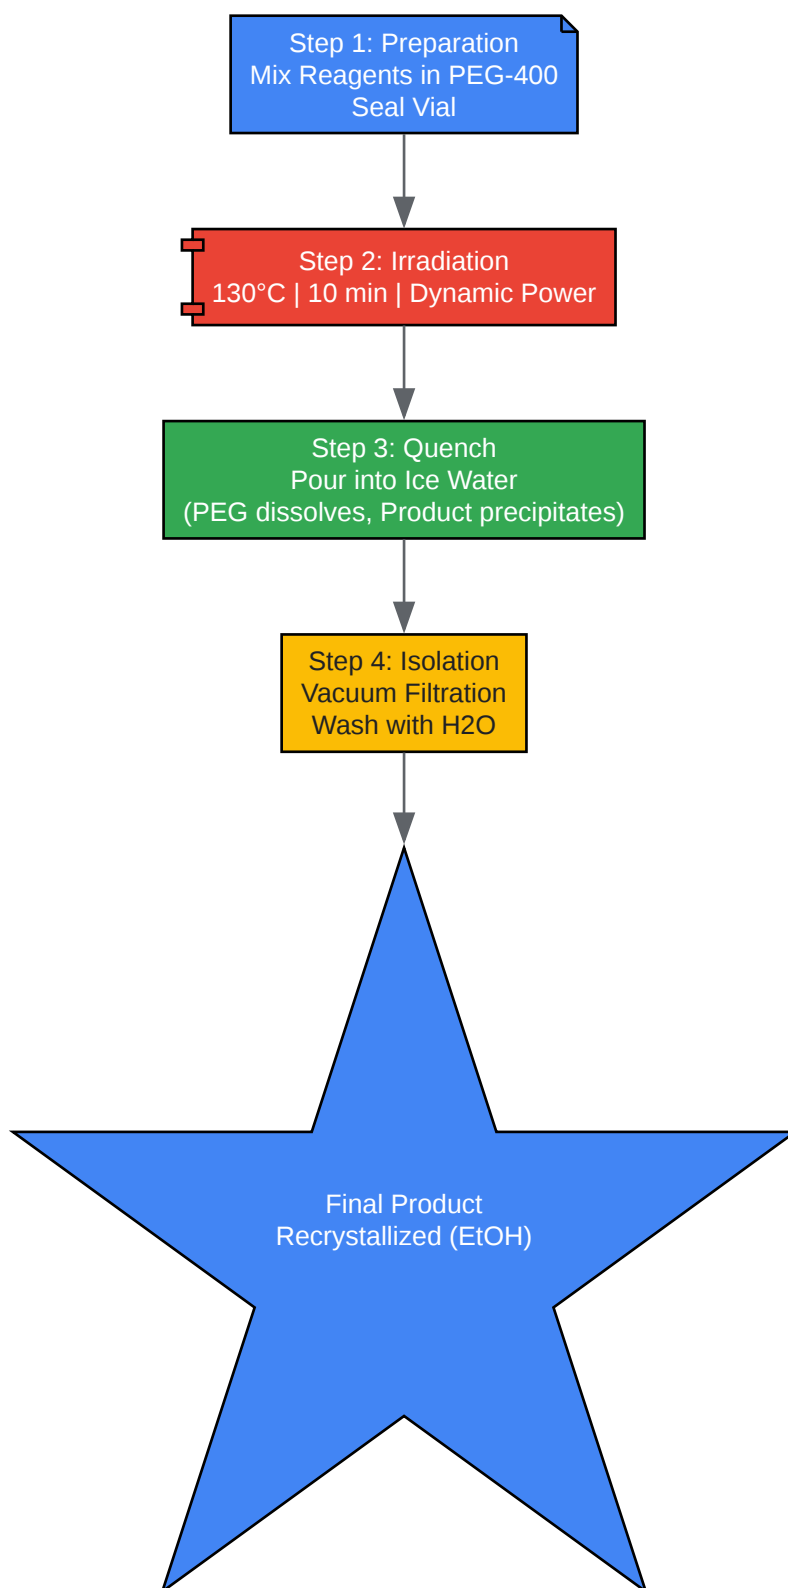 Step 1: Preparation
Mix Reagents in PEG-400
Seal Vial
Step 2: Irradiation
130°C | 10 min | Dynamic Power
Step 3: Quench
Pour into Ice Water
(PEG dissolves, Product precipitates)
Step 4: Isolation
Vacuum Filtration
Wash with H2O
Final Product
Recrystallized (EtOH)